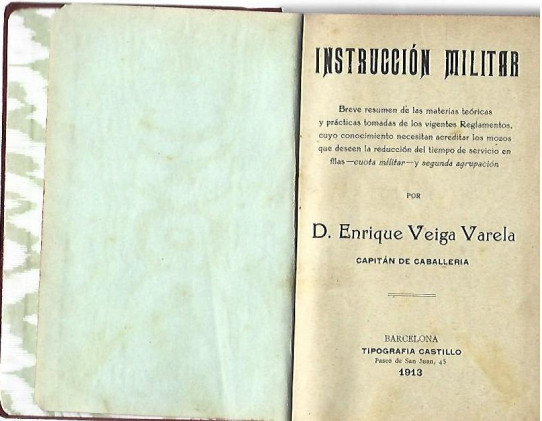 INSTRUCCIÓN MILITAR
Breve resumen de las materias teóricas
y prácticas tomadas de los vigentes Reglamentos,
cuyo conocimiento necesitan acreditar los mozos
que deseen la reducción del tiempo de servicio en
filas—cuota militar—y segunda agrupación
POR
D. Enrique Veiga Varela
CAPITÁN DE CABALLERIA
BARCELONA
TIPOGRAFIA CASTILLO
Paseo de San Juan, 45
1913